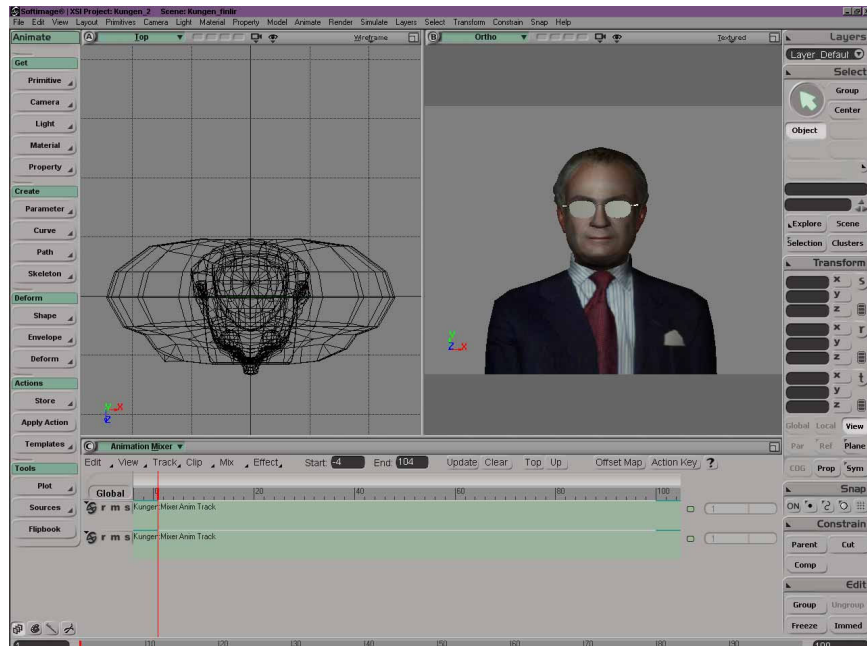 Softimage® | XSI Project: Kungen_2 Scene: Kungen_finlir
File Edit View Layout Primitives Camera Light Material Property Model Animate Render Simulate Layers Select Transform Constrain Snap Help
Animate
A Top Wireframe
B Ortho Textured
Layers
Layer_Defaul
Get
Primitive
Camera
Light
Material
Property
Create
Parameter
Curve
Path
Skeleton
Deform
Shape
Envelope
Deform
Actions
Store
Apply Action
Templates
Tools
Plot
Sources
Flipbook
y x
z
y
z x
Select
Group
Center
Object
Explore Scene
Selection Clusters
Transform
x s
y
z
x r
y
z
x t
y
z
Global Local View
Par Ref Plane
COG Prop Sym
Snap
ON
Constrain
Parent Cut
Comp
Edit
Group Ungroup
Freeze Immed
C Animation Mixer
Edit View Track Clip Mix Effect Start: -4 End: 104 Update Clear Top Up Offset Map Action Key ?
Global 0 20 40 60 80 100
r m s Kungen:Mixer Anim Track 1
r m s Kungen:Mixer Anim Track 1
1 10 20 30 40 50 60 70 80 90 100